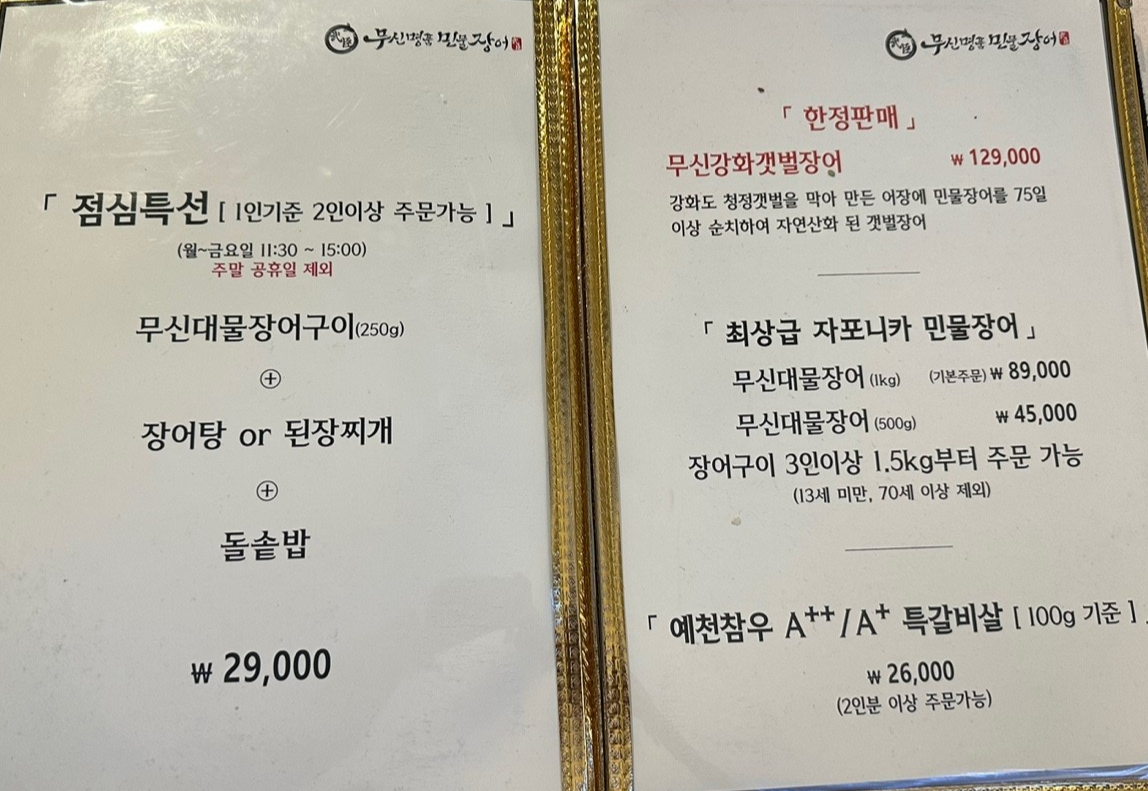 무신명품 민물장어
「 점심특선 [ 1인기준 2인이상 주문가능 ] 」
(월~금요일 11:30 ~ 15:00)
주말 공휴일 제외
무신대물장어구이(250g)
⊕
장어탕 or 된장찌개
⊕
돌솥밥
₩ 29,000
무신명품 민물장어
「 한정판매 」
무신강화갯벌장어 ₩ 129,000
강화도 청정갯벌을 막아 만든 어장에 민물장어를 75일
이상 순치하여 자연산화 된 갯벌장어
「 최상급 자포니카 민물장어 」
무신대물장어 (1kg) (기본주문) ₩ 89,000
무신대물장어 (500g) ₩ 45,000
장어구이 3인이상 1.5kg부터 주문 가능
(13세 미만, 70세 이상 제외)
「 예천참우 A++/A+ 특갈비살 [ 100g 기준 ] 」
₩ 26,000
(2인분 이상 주문가능)